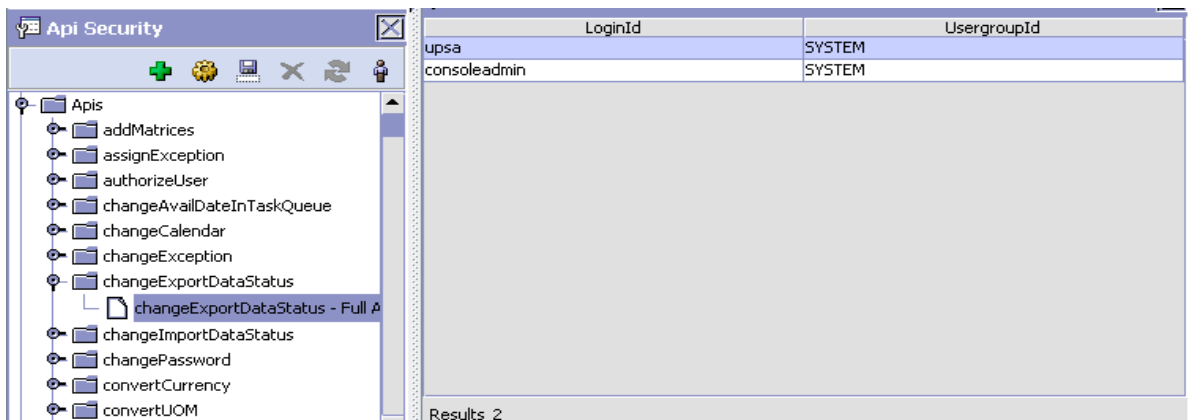 Api Security
Apis
addMatrices
assignException
authorizeUser
changeAvailDateInTaskQueue
changeCalendar
changeException
changeExportDataStatus
changeExportDataStatus - Full A
changeImportDataStatus
changePassword
convertCurrency
convertUOM
LoginId UsergroupId
upsa SYSTEM
consoleadmin SYSTEM
Results 2